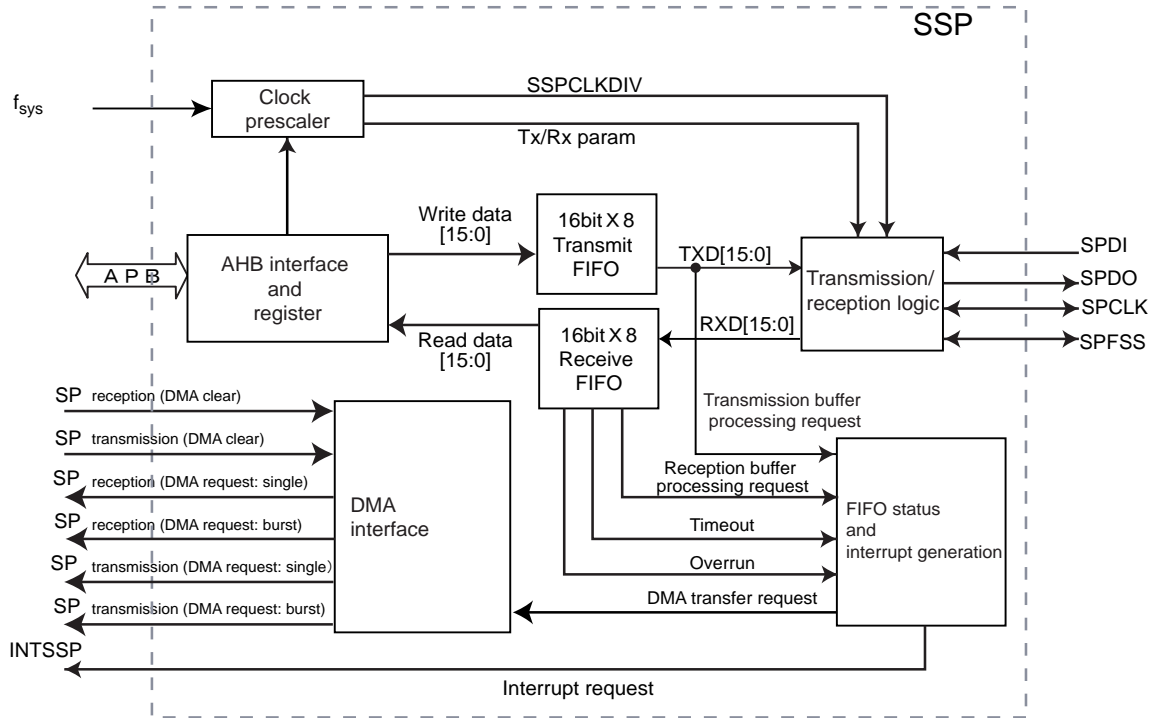 SSP
f_sys
Clock
prescaler
SSPCLKDIV
Tx/Rx param
Write data
[15:0]
16bit X 8
Transmit
FIFO
TXD[15:0]
APB
AHB interface
and
register
Transmission/
reception logic
SPDI
SPDO
SPCLK
SPFSS
Read data
[15:0]
16bit X 8
Receive
FIFO
RXD[15:0]
SP reception (DMA clear)
SP transmission (DMA clear)
SP reception (DMA request: single)
SP reception (DMA request: burst)
SP transmission (DMA request: single)
SP transmission (DMA request: burst)
INTSSP
DMA
interface
Transmission buffer
processing request
Reception buffer
processing request
Timeout
Overrun
DMA transfer request
FIFO status
and
interrupt generation
Interrupt request